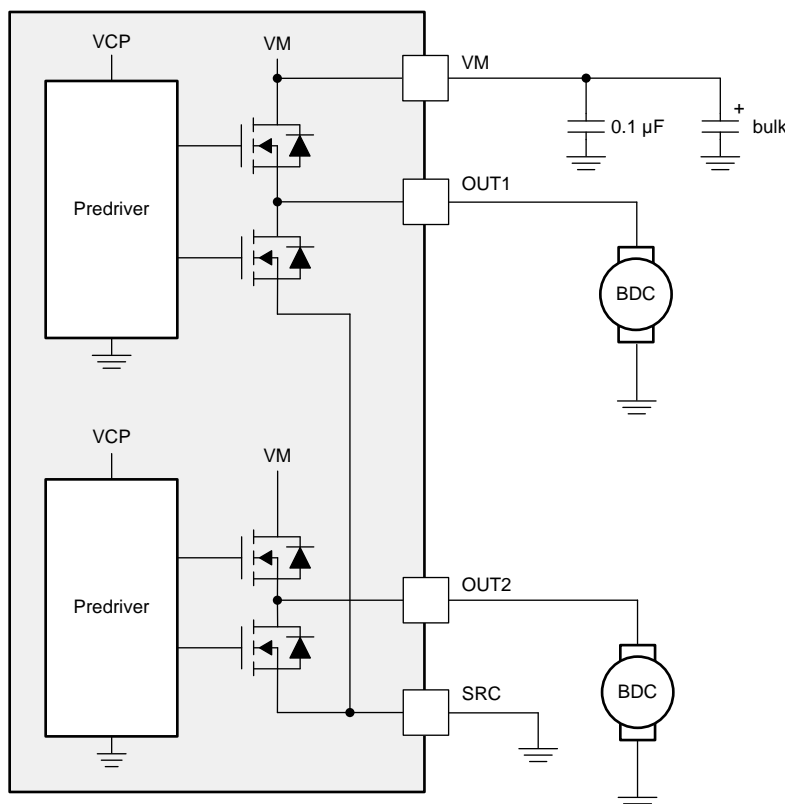 VCP
VM
VM
0.1 µF
+
bulk
Predriver
OUT1
BDC
VCP
VM
OUT2
Predriver
SRC
BDC